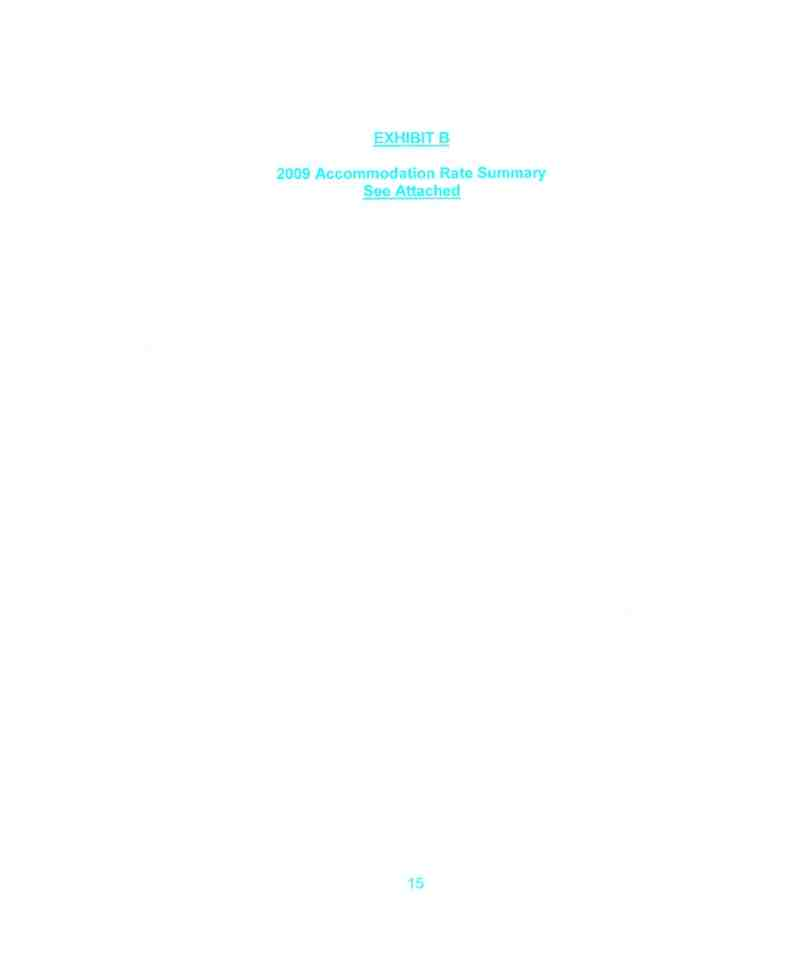 EXHIBIT B
2009 Accommodation Rate Summary
See Attached
15